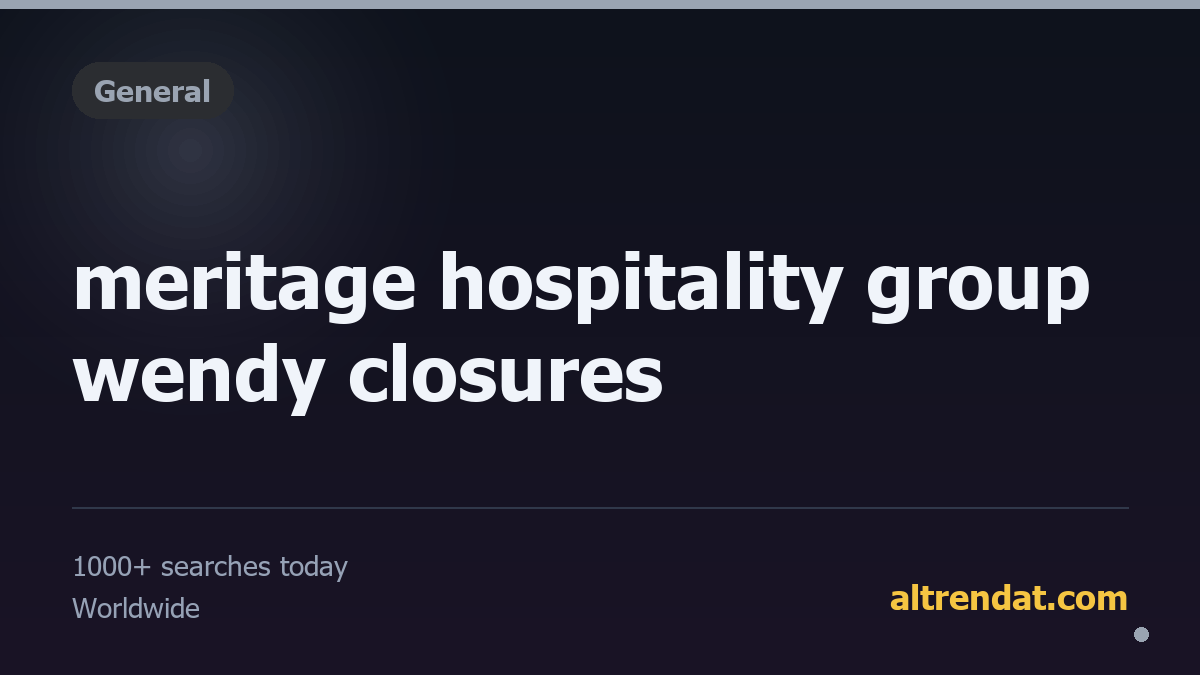 General
meritage hospitality group
wendy closures
1000+ searches today
Worldwide
altrendat.com